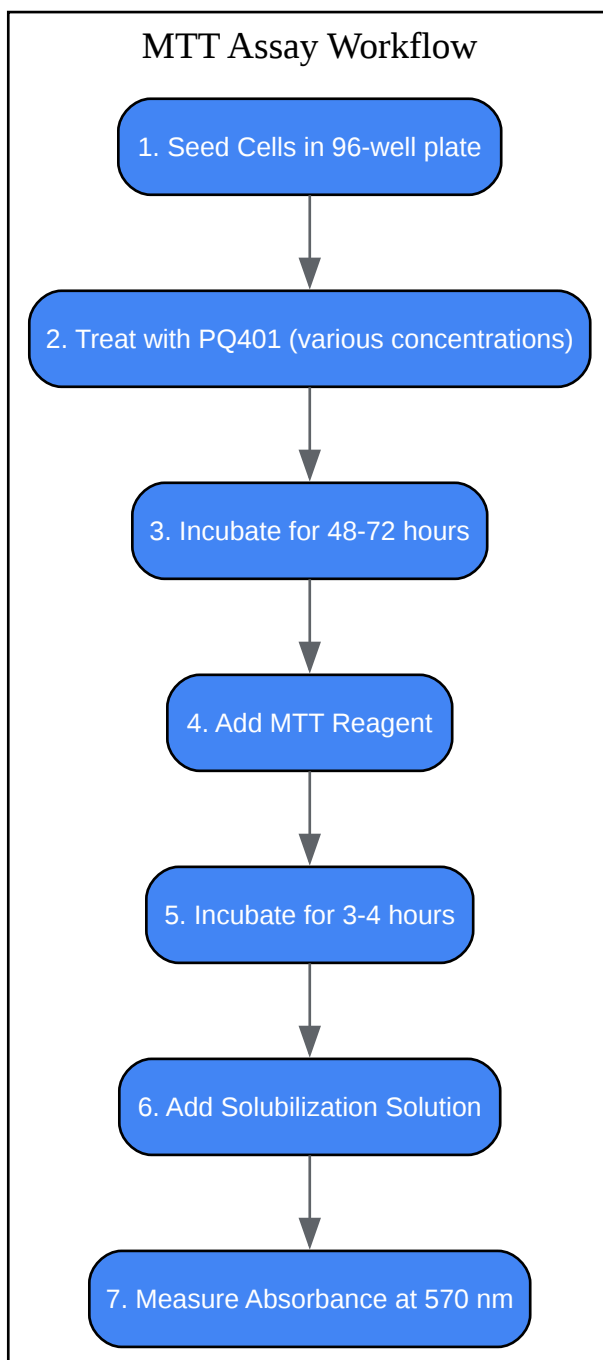 MTT Assay Workflow
1. Seed Cells in 96-well plate
2. Treat with PQ401 (various concentrations)
3. Incubate for 48-72 hours
4. Add MTT Reagent
5. Incubate for 3-4 hours
6. Add Solubilization Solution
7. Measure Absorbance at 570 nm